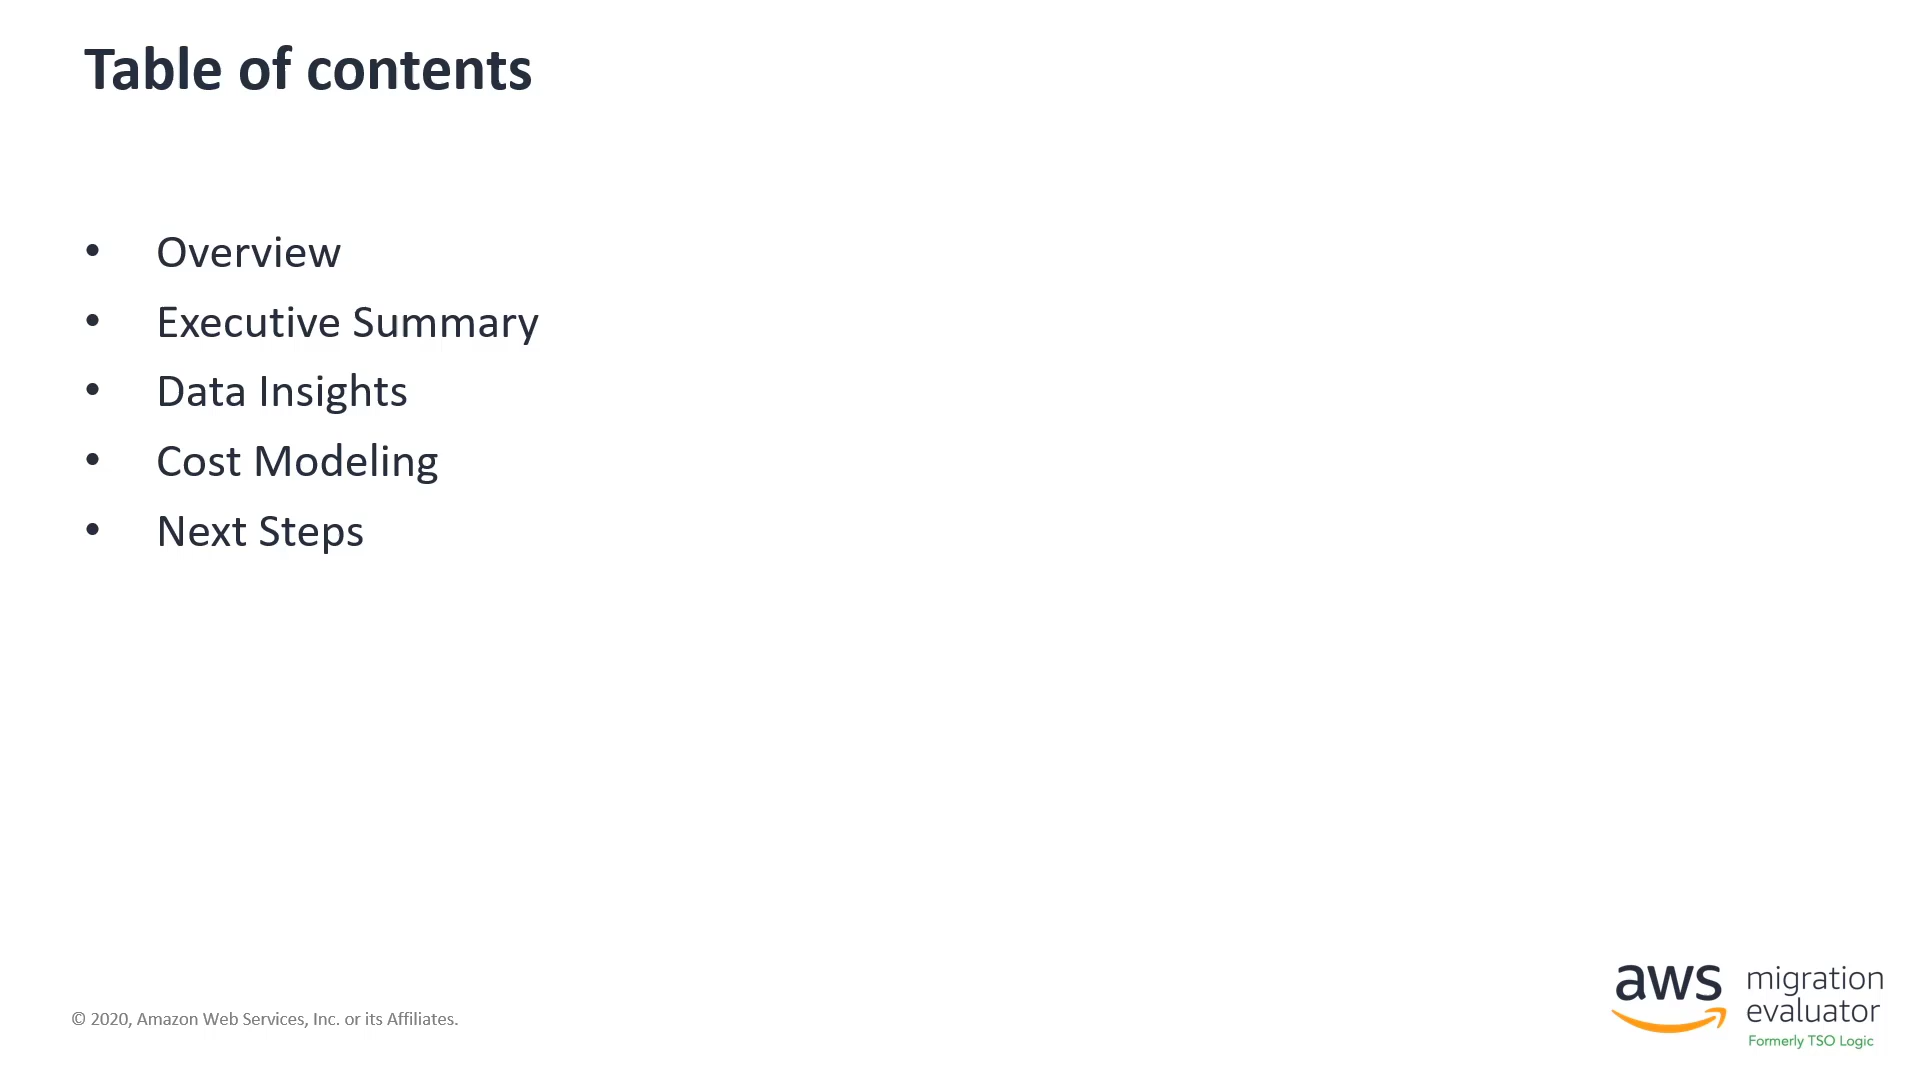 Table of contents
• Overview
• Executive Summary
• Data Insights
• Cost Modeling
• Next Steps
© 2020, Amazon Web Services, Inc. or its Affiliates.
aws
migration
evaluator
Formerly TSO Logic